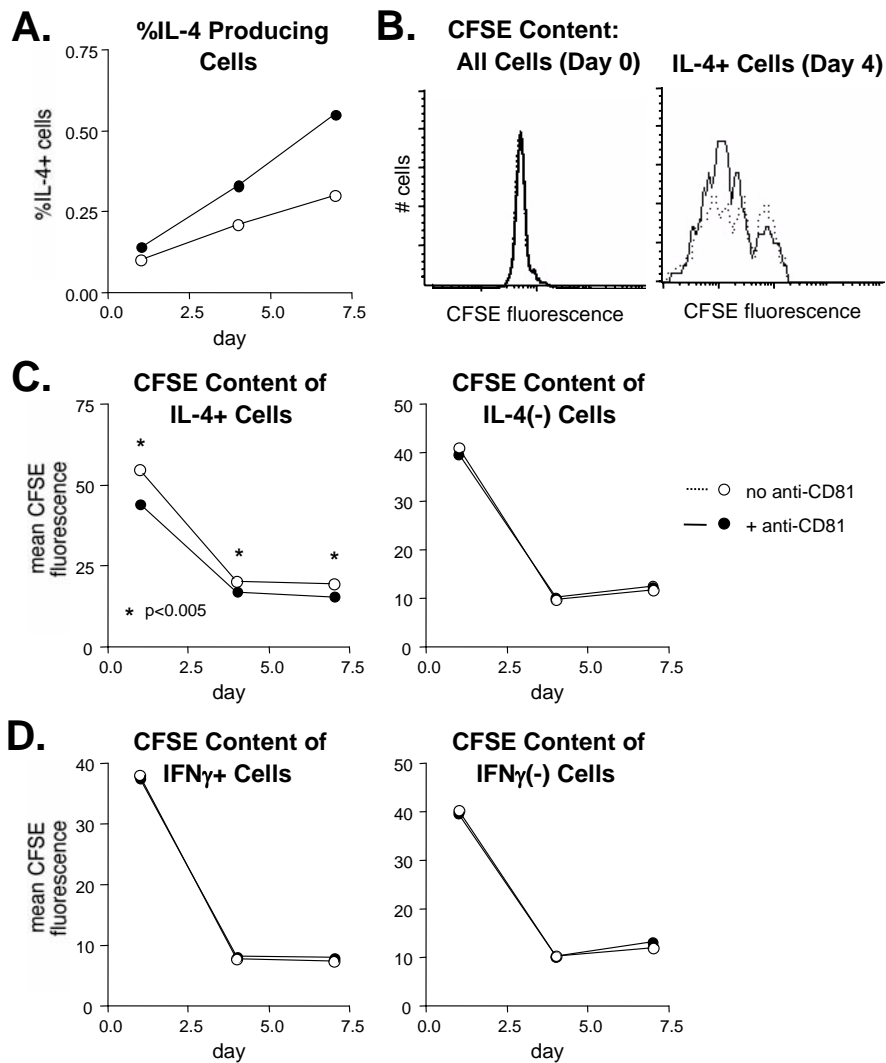 A.
%IL-4 Producing
Cells
0.75
0.50
0.25
0.00
%IL-4+ cells
0.0
2.5
5.0
7.5
day
B.
CFSE Content:
All Cells (Day 0)
IL-4+ Cells (Day 4)
# cells
CFSE fluorescence
CFSE fluorescence
C.
CFSE Content of
IL-4+ Cells
75
50
25
0
mean CFSE
fluorescence
*
*
*
* p<0.005
0.0
2.5
5.0
7.5
day
CFSE Content of
IL-4(-) Cells
50
40
30
20
10
0
0.0
2.5
5.0
7.5
day
no anti-CD81
+ anti-CD81
D.
CFSE Content of
IFNγ+ Cells
40
30
20
10
0
mean CFSE
fluorescence
0.0
2.5
5.0
7.5
day
CFSE Content of
IFNγ(-) Cells
50
40
30
20
10
0
0.0
2.5
5.0
7.5
day